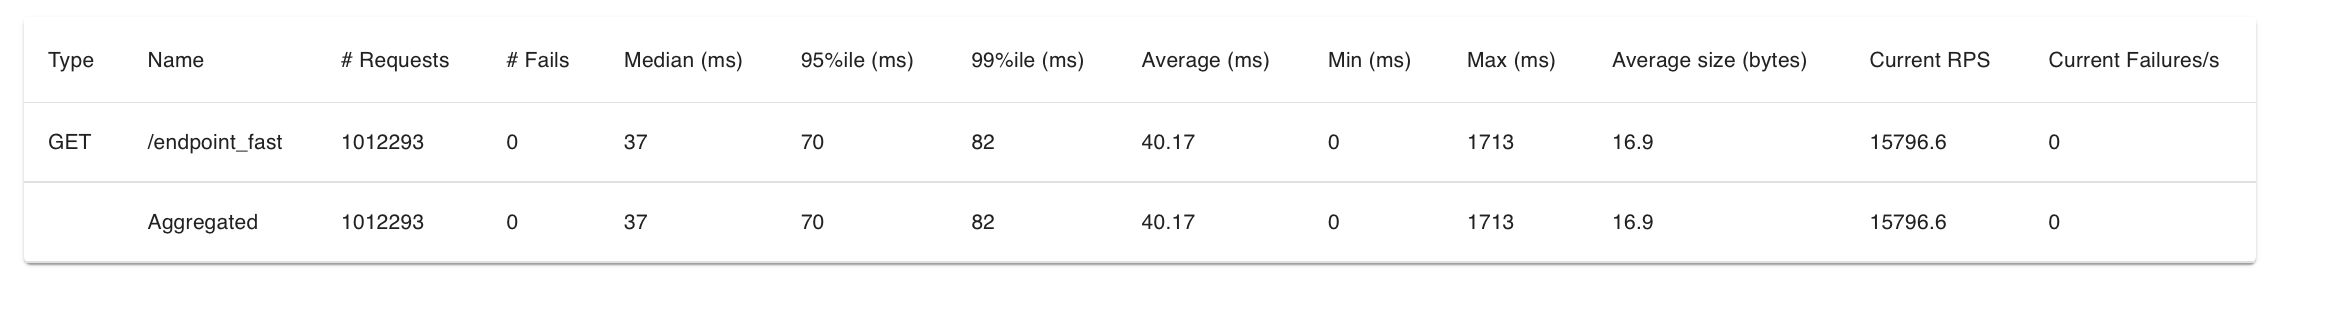 Type Name # Requests # Fails Median (ms) 95%ile (ms) 99%ile (ms) Average (ms) Min (ms) Max (ms) Average size (bytes) Current RPS Current Failures/s
GET /endpoint_fast 1012293 0 37 70 82 40.17 0 1713 16.9 15796.6 0
Aggregated 1012293 0 37 70 82 40.17 0 1713 16.9 15796.6 0